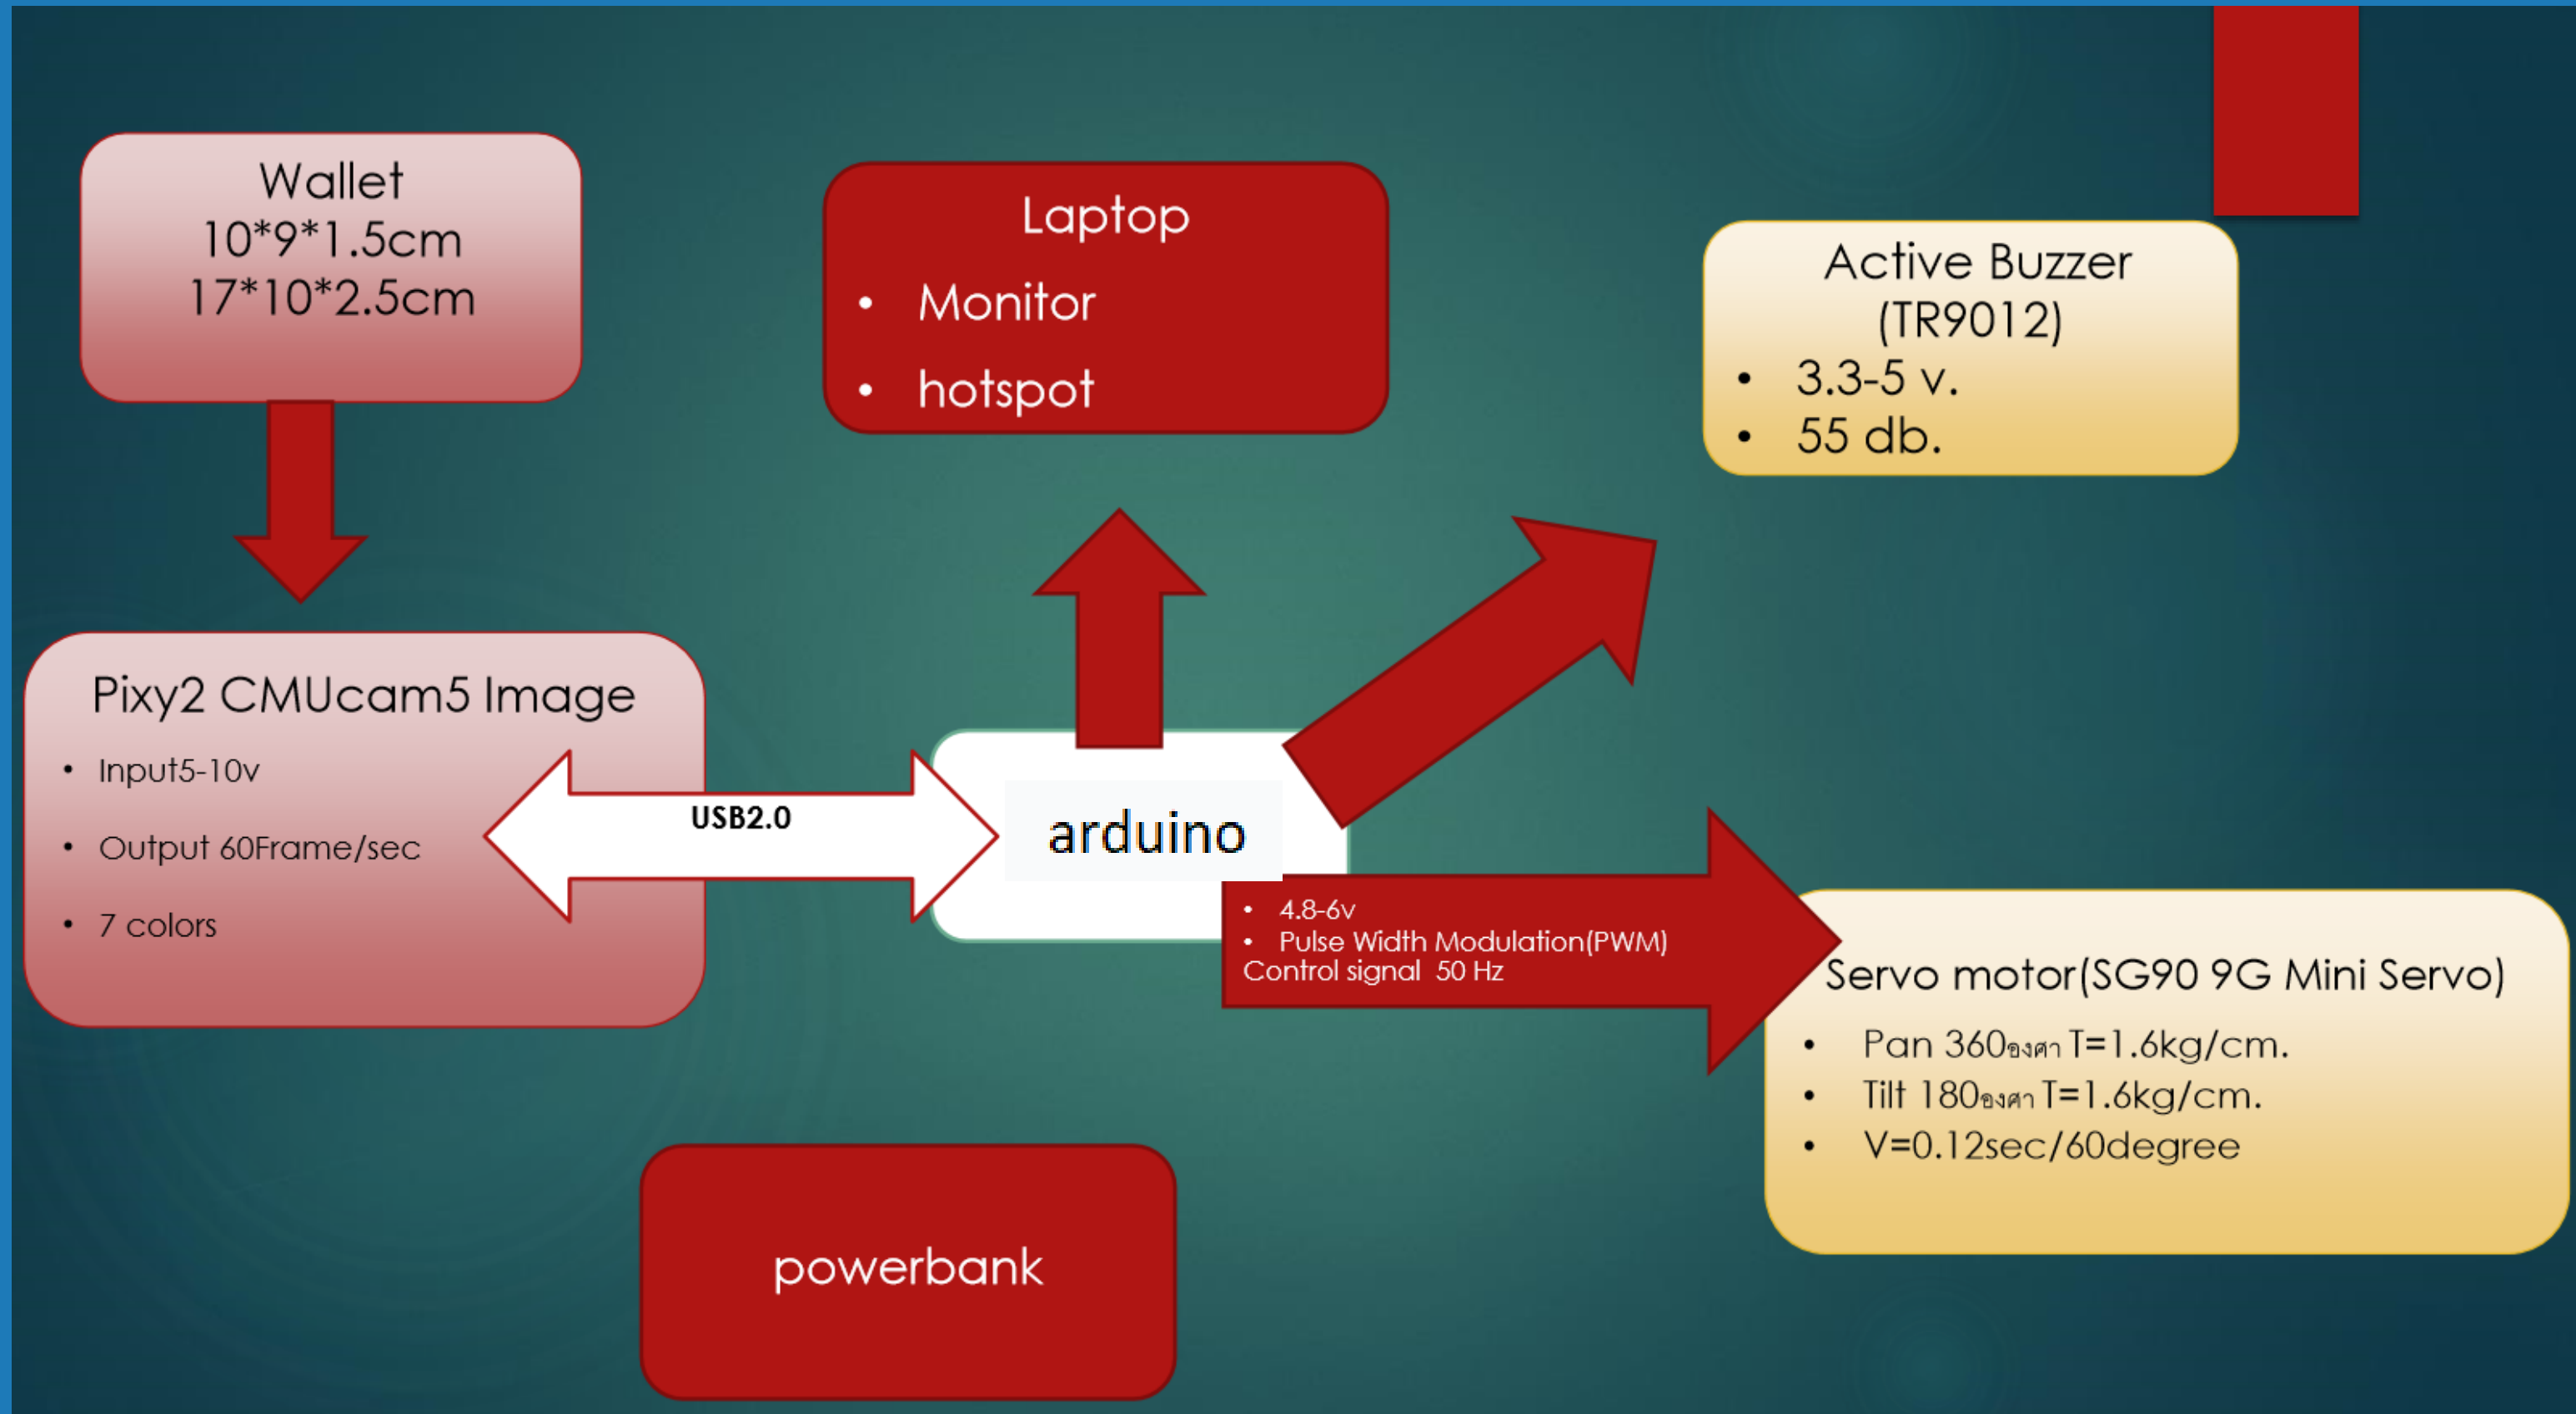 Wallet
10*9*1.5cm
17*10*2.5cm
Laptop
• Monitor
• hotspot
Active Buzzer
(TR9012)
• 3.3-5 v.
• 55 db.
Pixy2 CMUcam5 Image
• Input5-10v
• Output 60Frame/sec
• 7 colors
USB2.0
arduino
• 4.8-6v
• Pulse Width Modulation(PWM)
Control signal 50 Hz
Servo motor(SG90 9G Mini Servo)
• Pan 360องศา T=1.6kg/cm.
• Tilt 180องศา T=1.6kg/cm.
• V=0.12sec/60degree
powerbank